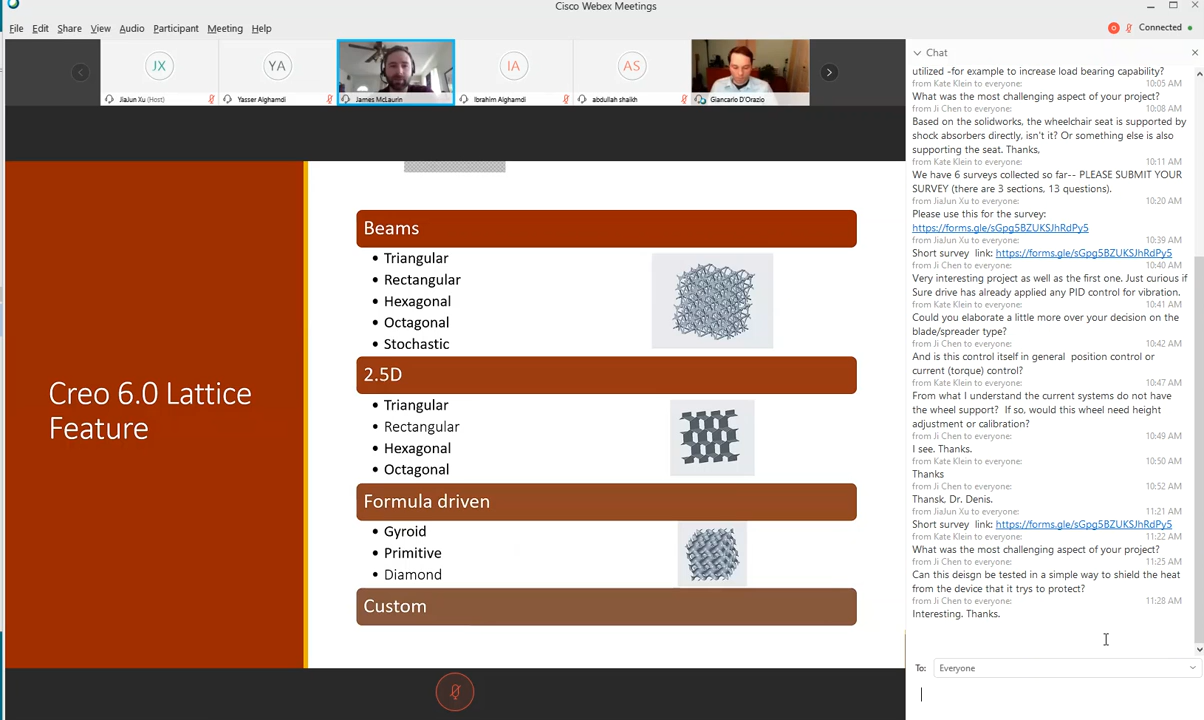 Cisco Webex Meetings
File Edit Share View Audio Participant Meeting Help
Connected
JX
YA
IA
AS
JiaJun Xu (Host)
Yasser Alghamdi
James McLaurin
Ibrahim Alghamdi
abdullah shaikh
Giancarlo D'Orazio
Creo 6.0 Lattice
Feature
Beams
• Triangular
• Rectangular
• Hexagonal
• Octagonal
• Stochastic
2.5D
• Triangular
• Rectangular
• Hexagonal
• Octagonal
Formula driven
• Gyroid
• Primitive
• Diamond
Custom
Chat
utilized -for example to increase load bearing capability?
from Kate Klein to everyone: 10:05 AM
What was the most challenging aspect of your project?
from Ji Chen to everyone: 10:08 AM
Based on the solidworks, the wheelchair seat is supported by
shock absorbers directly, isn't it? Or something else is also
supporting the seat. Thanks,
from Kate Klein to everyone: 10:11 AM
We have 6 surveys collected so far-- PLEASE SUBMIT YOUR
SURVEY (there are 3 sections, 13 questions).
from JiaJun Xu to everyone: 10:20 AM
Please use this for the survey:
https://forms.gle/sGpg5BZUKSJhRdPy5
from JiaJun Xu to everyone: 10:39 AM
Short survey link: https://forms.gle/sGpg5BZUKSJhRdPy5
from Ji Chen to everyone: 10:40 AM
Very interesting project as well as the first one. Just curious if
Sure drive has already applied any PID control for vibration.
from Kate Klein to everyone: 10:41 AM
Could you elaborate a little more over your decision on the
blade/spreader type?
from Ji Chen to everyone: 10:42 AM
And is this control itself in general position control or
current (torque) control?
from Kate Klein to everyone: 10:47 AM
From what I understand the current systems do not have
the wheel support? If so, would this wheel need height
adjustment or calibration?
from Ji Chen to everyone: 10:49 AM
I see. Thanks.
from Kate Klein to everyone: 10:50 AM
Thanks
from Ji Chen to everyone: 10:52 AM
Thansk, Dr. Denis.
from JiaJun Xu to everyone: 11:21 AM
Short survey link: https://forms.gle/sGpg5BZUKSJhRdPy5
from Kate Klein to everyone: 11:22 AM
What was the most challenging aspect of your project?
from Ji Chen to everyone: 11:25 AM
Can this deisgn be tested in a simple way to shield the heat
from the device that it trys to protect?
from Ji Chen to everyone: 11:28 AM
Interesting. Thanks.
To: Everyone